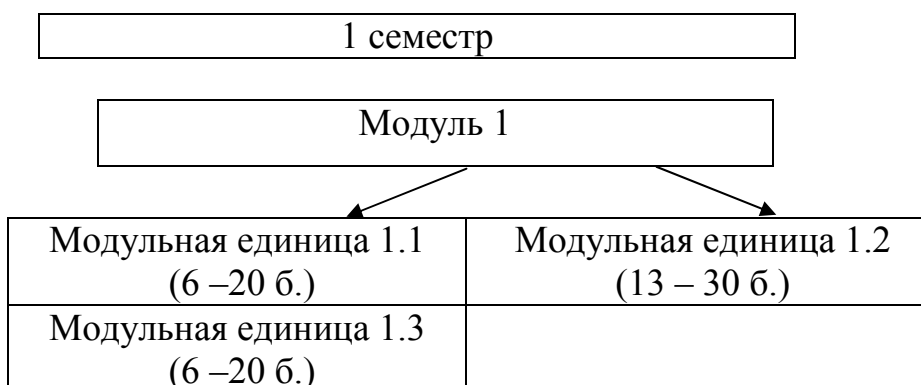 1 семестр
Модуль 1
Модульная единица 1.1
(6 –20 б.)
Модульная единица 1.2
(13 – 30 б.)
Модульная единица 1.3
(6 –20 б.)